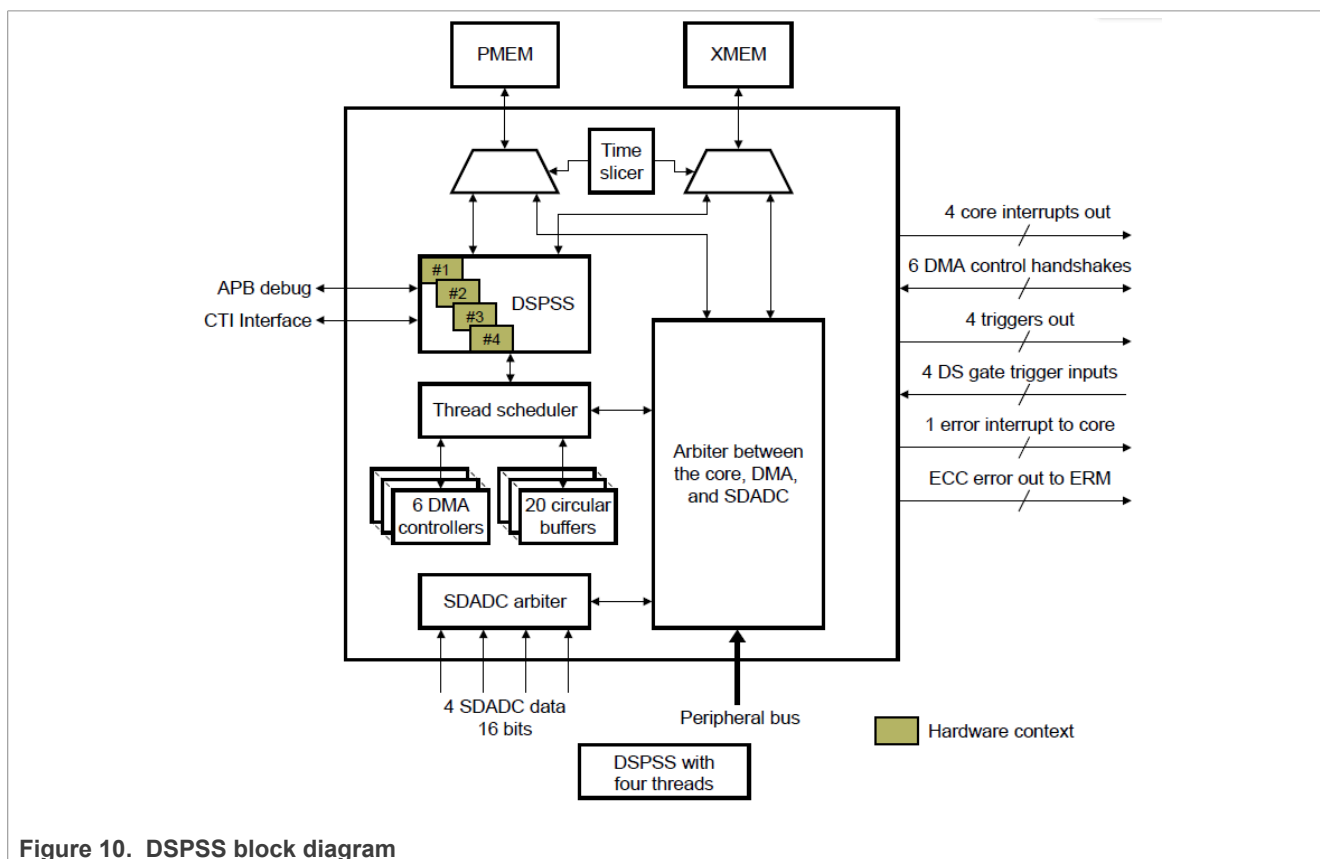 PMEM
XMEM
Time
slicer
4 core interrupts out
6 DMA control handshakes
#1
#2
#3
#4
DSPSS
APB debug
CTI Interface
4 triggers out
4 DS gate trigger inputs
Thread scheduler
1 error interrupt to core
Arbiter between
the core, DMA,
and SDADC
ECC error out to ERM
6 DMA
controllers
20 circular
buffers
SDADC arbiter
4 SDADC data
16 bits
Peripheral bus
Hardware context
DSPSS with
four threads
Figure 10. DSPSS block diagram